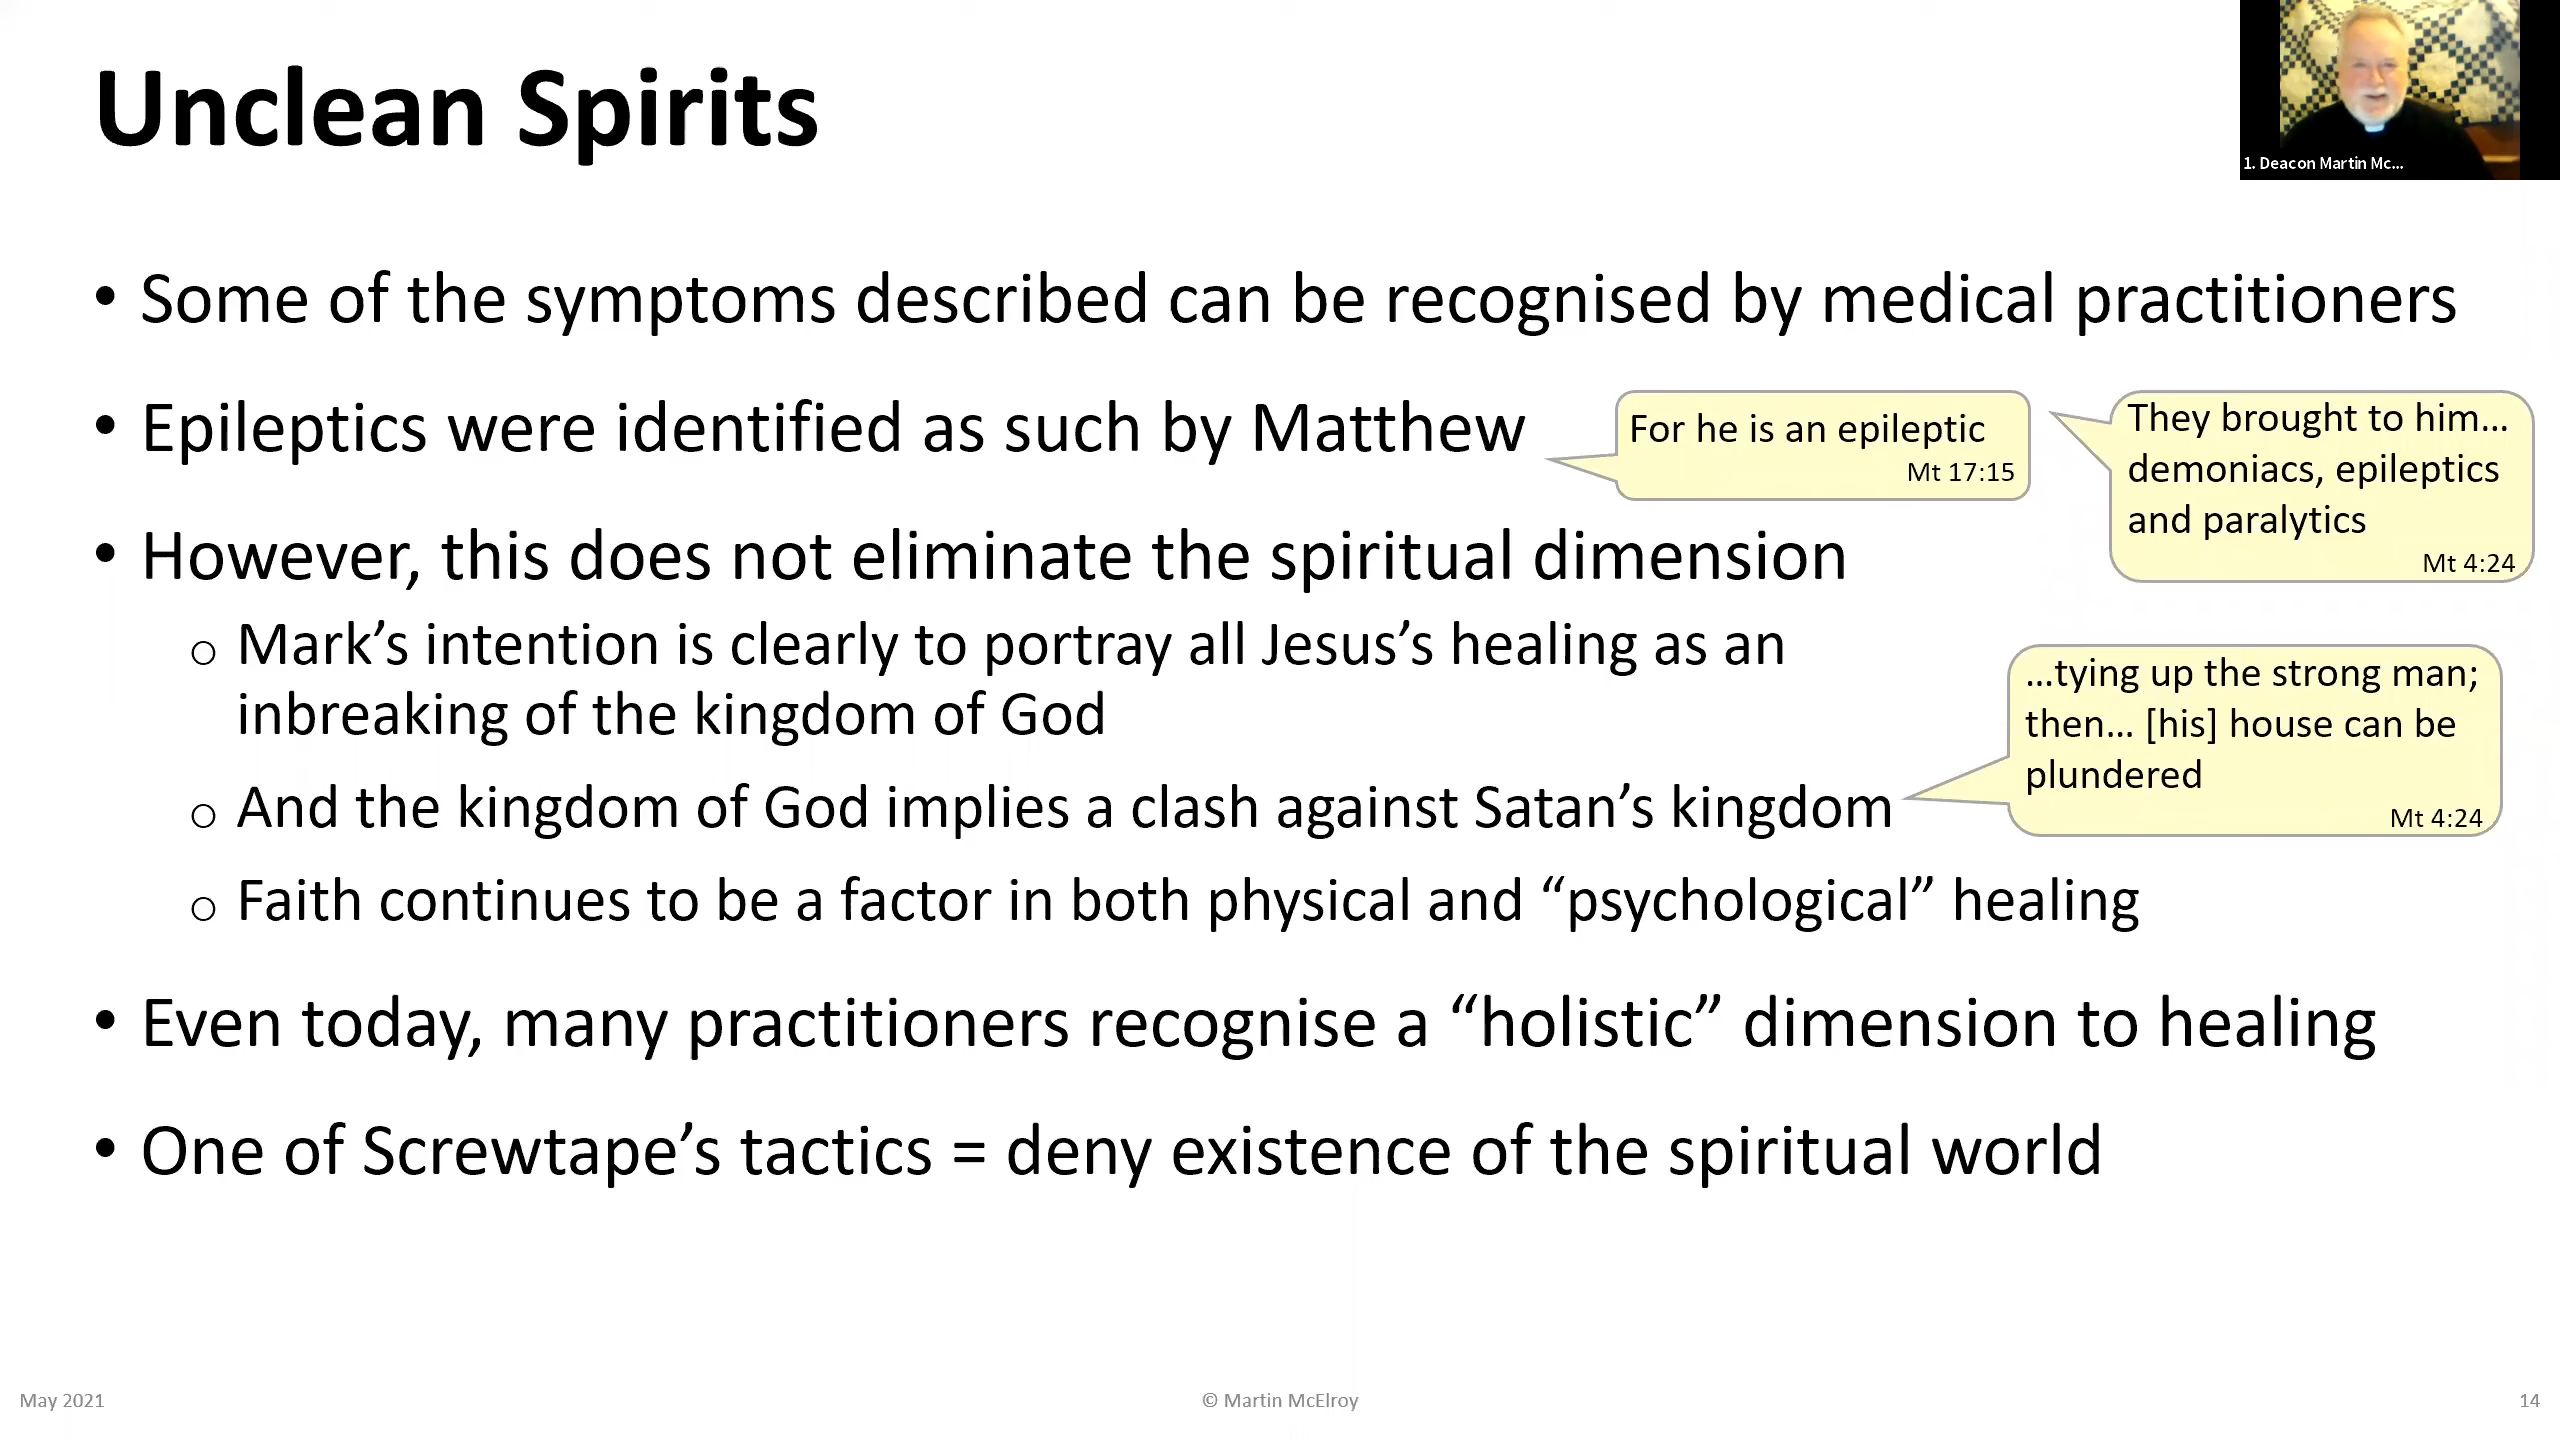 Unclean Spirits
1. Deacon Martin Mc...
• Some of the symptoms described can be recognised by medical practitioners
• Epileptics were identified as such by Matthew
For he is an epileptic
Mt 17:15
They brought to him...
demoniacs, epileptics
and paralytics
Mt 4:24
• However, this does not eliminate the spiritual dimension
o Mark’s intention is clearly to portray all Jesus’s healing as an
inbreaking of the kingdom of God
o And the kingdom of God implies a clash against Satan’s kingdom
...tying up the strong man;
then... [his] house can be
plundered
Mt 4:24
o Faith continues to be a factor in both physical and “psychological” healing
• Even today, many practitioners recognise a “holistic” dimension to healing
• One of Screwtape’s tactics = deny existence of the spiritual world
May 2021
© Martin McElroy
14